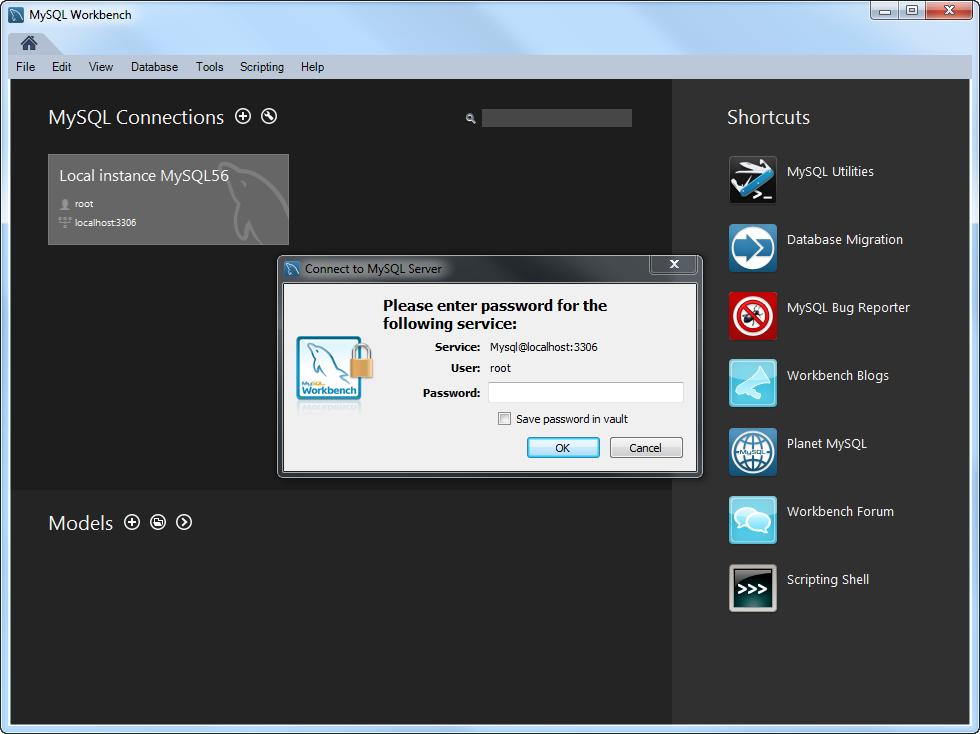 MySQL Workbench
File Edit View Database Tools Scripting Help
MySQL Connections
Local instance MySQL56
root
localhost:3306
Shortcuts
MySQL Utilities
Database Migration
MySQL Bug Reporter
Workbench Blogs
MySQL
Planet MySQL
Workbench Forum
>>>
Scripting Shell
Connect to MySQL Server
Please enter password for the
following service:
MySQL
Workbench
Service: Mysql@localhost:3306
User: root
Password:
Save password in vault
OK Cancel
Models